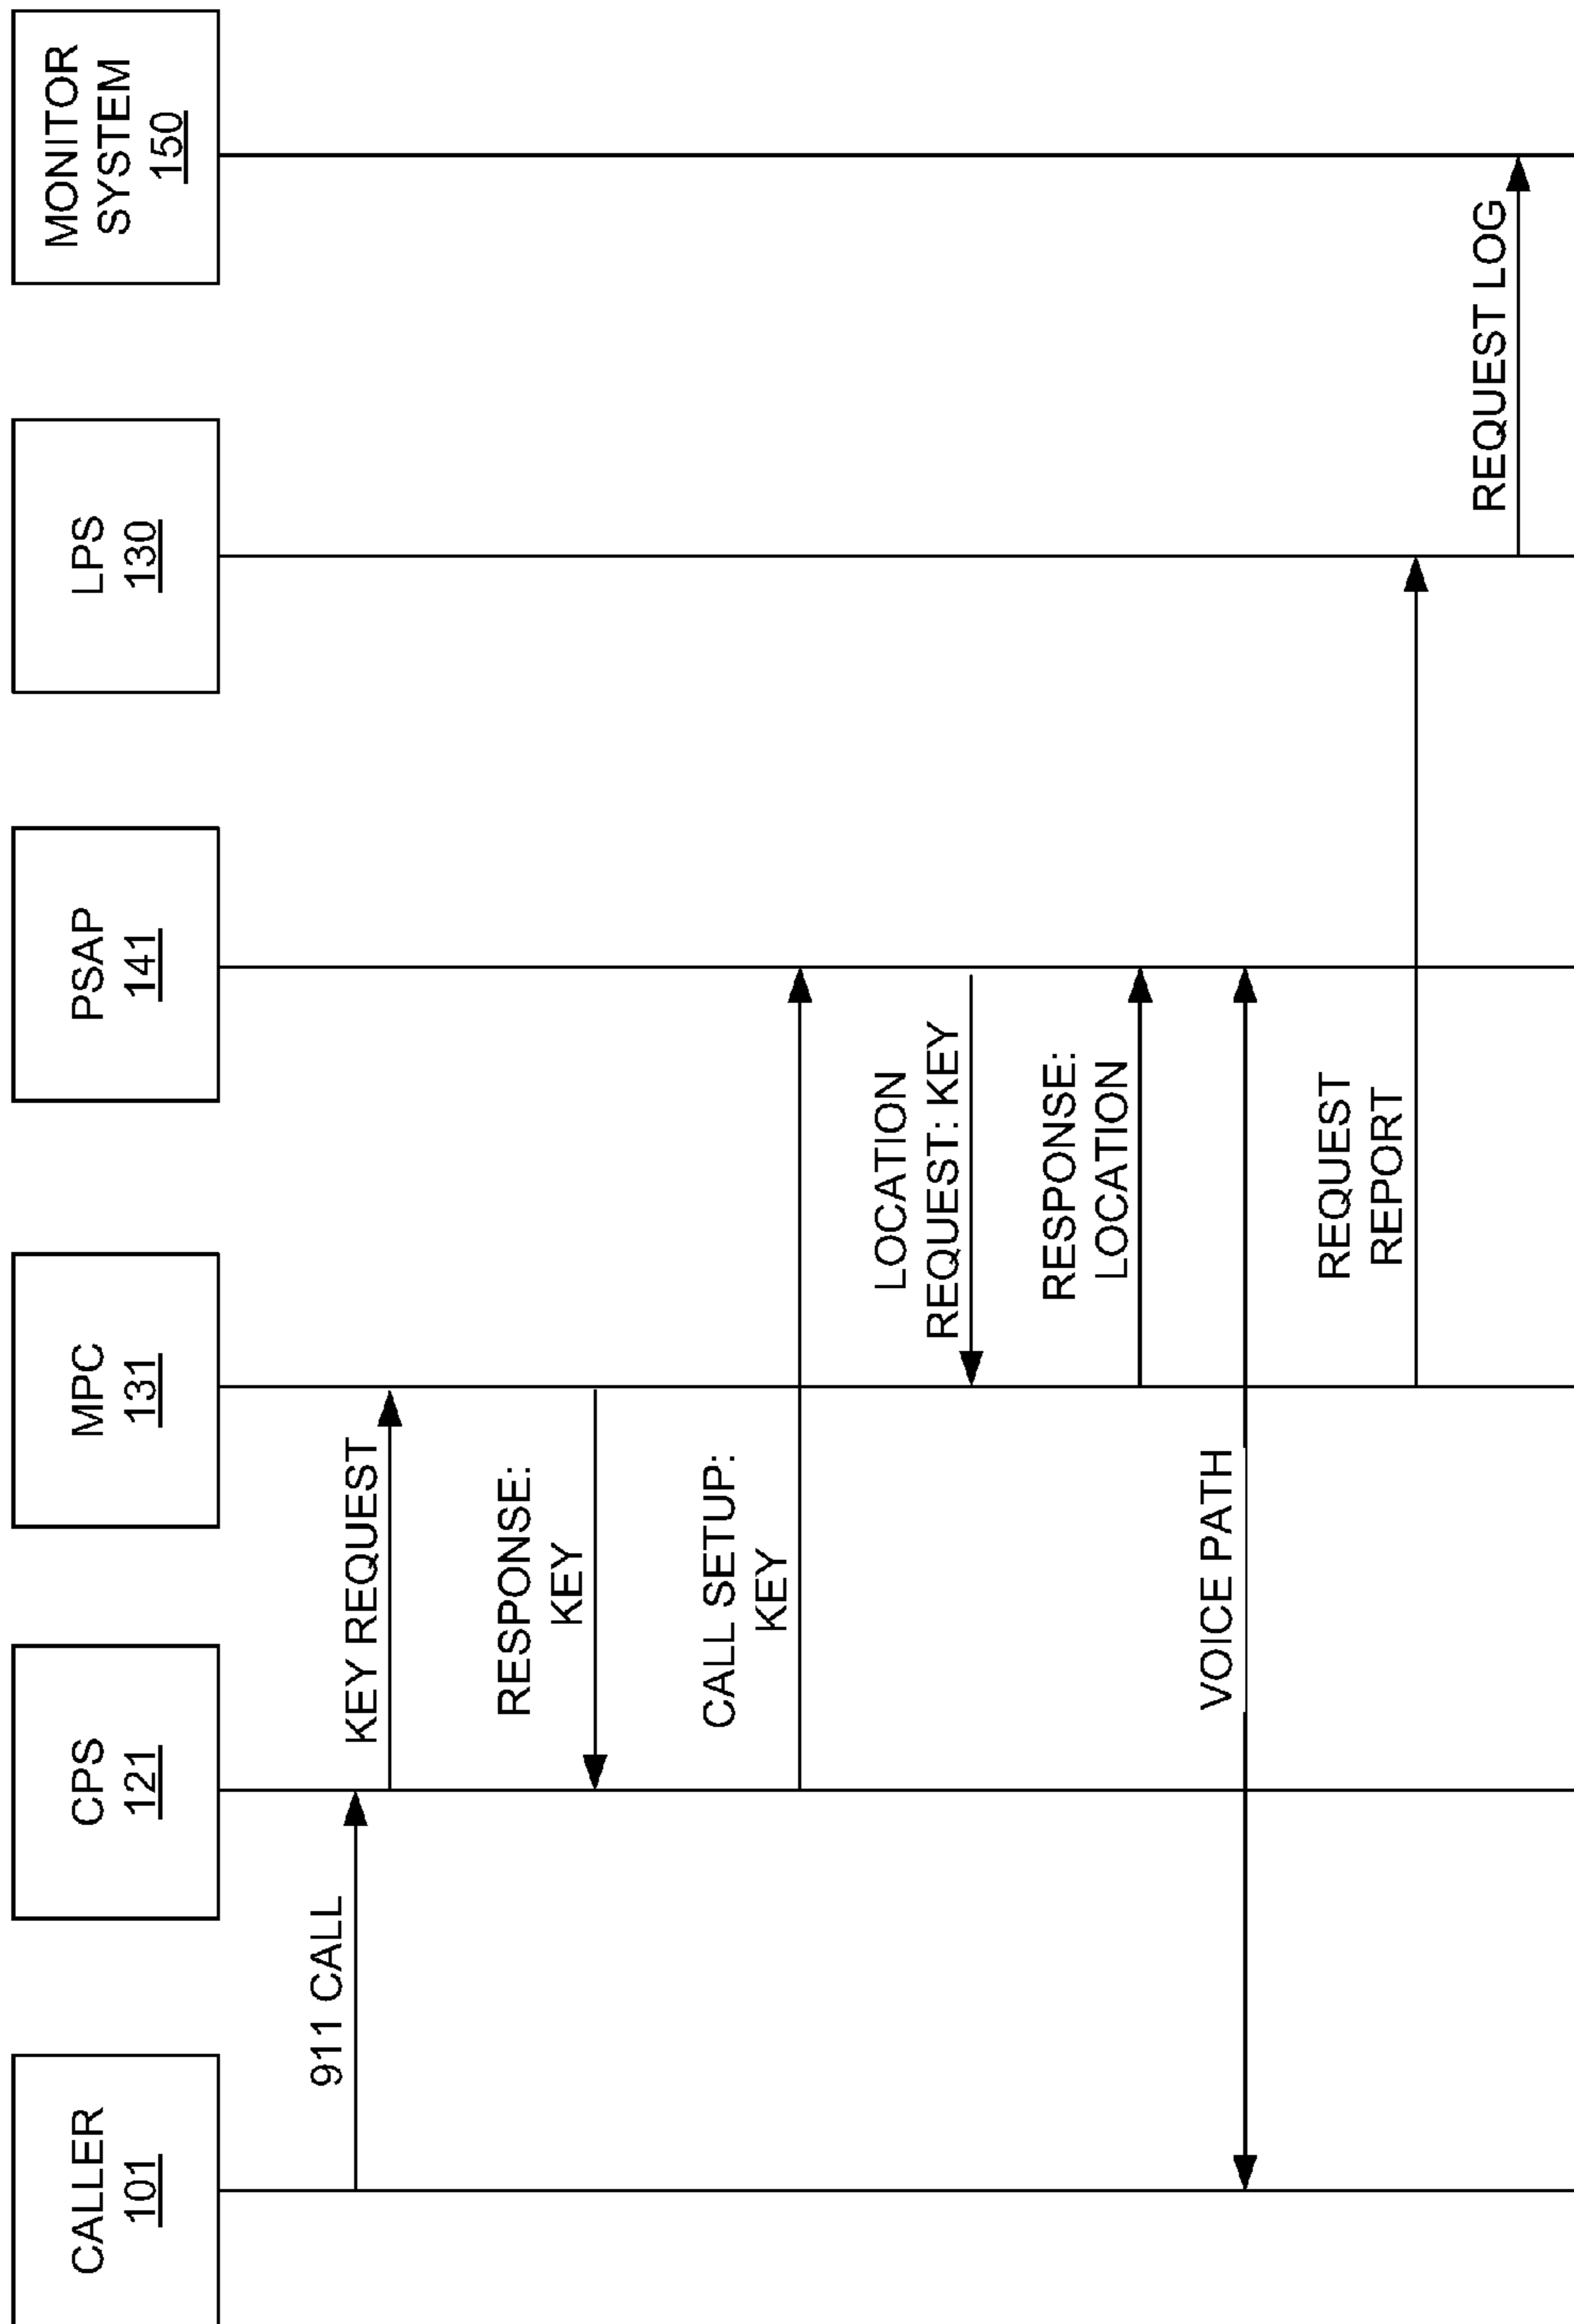 CALLER
101
CPS
121
MPC
131
PSAP
141
LPS
130
MONITOR
SYSTEM
150
911 CALL
KEY REQUEST
RESPONSE:
KEY
CALL SETUP:
KEY
LOCATION
REQUEST: KEY
RESPONSE:
LOCATION
VOICE PATH
REQUEST
REPORT
REQUEST LOG